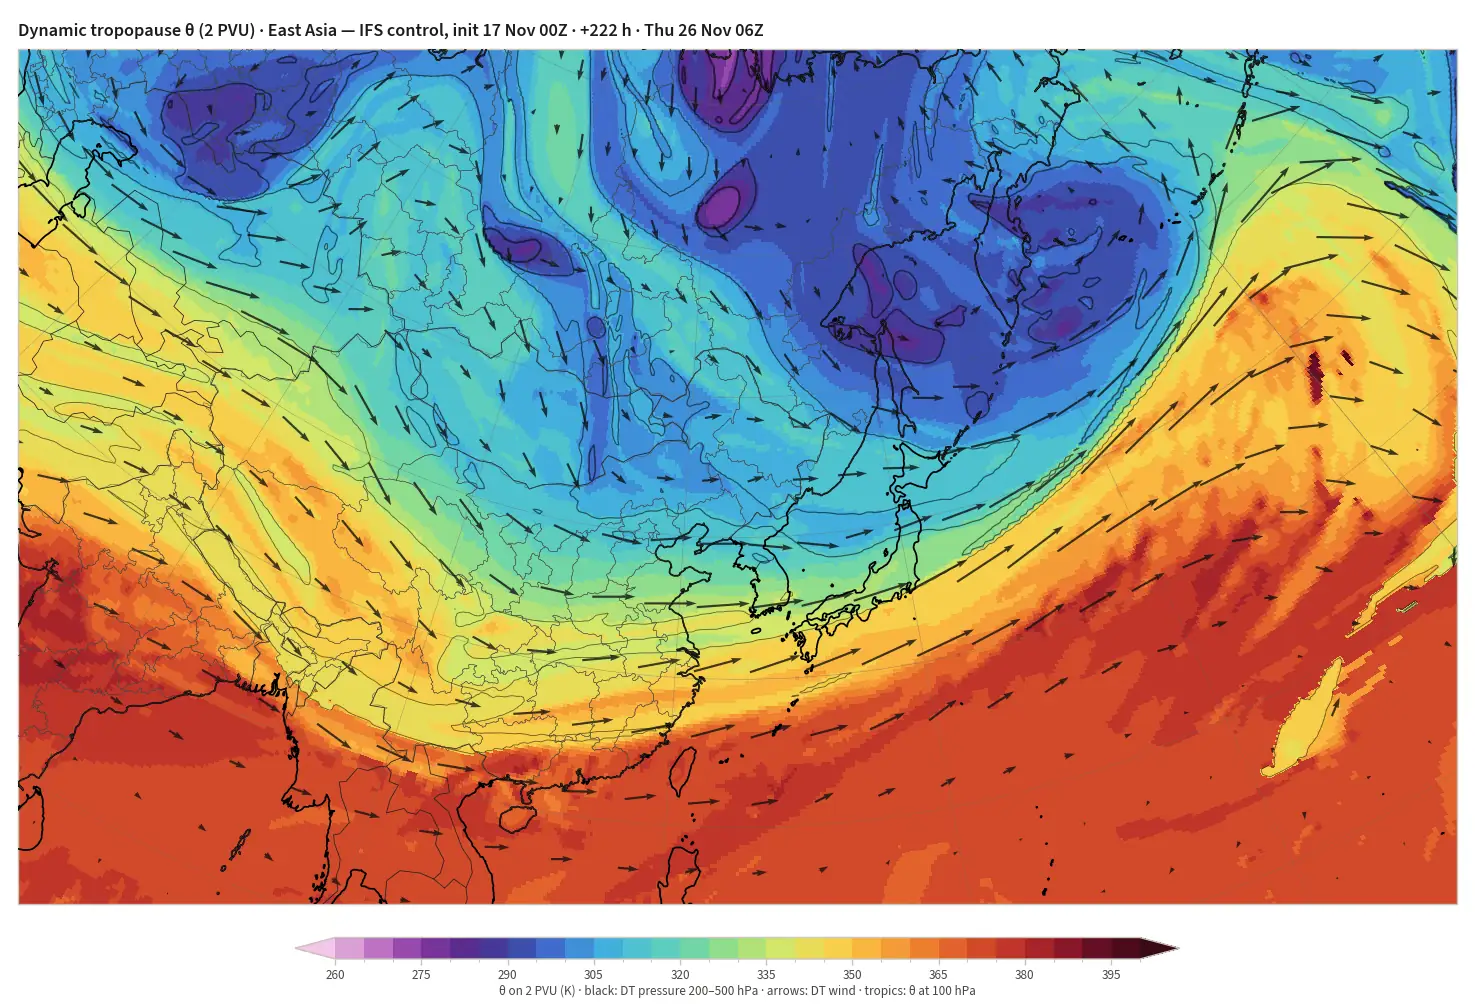 Dynamic tropopause θ (2 PVU) · East Asia — IFS control, init 17 Nov 00Z · +222 h · Thu 26 Nov 06Z
260 275 290 305 320 335 350 365 380 395
θ on 2 PVU (K) · black: DT pressure 200–500 hPa · arrows: DT wind · tropics: θ at 100 hPa